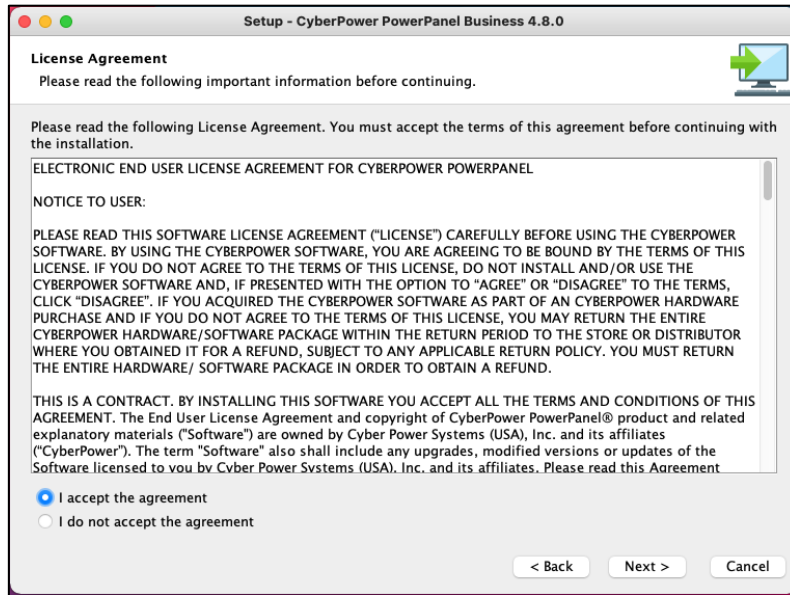 Setup - CyberPower PowerPanel Business 4.8.0
License Agreement
Please read the following important information before continuing.
Please read the following License Agreement. You must accept the terms of this agreement before continuing with
the installation.
ELECTRONIC END USER LICENSE AGREEMENT FOR CYBERPOWER POWERPANEL
NOTICE TO USER:
PLEASE READ THIS SOFTWARE LICENSE AGREEMENT (“LICENSE”) CAREFULLY BEFORE USING THE CYBERPOWER
SOFTWARE. BY USING THE CYBERPOWER SOFTWARE, YOU ARE AGREEING TO BE BOUND BY THE TERMS OF THIS
LICENSE. IF YOU DO NOT AGREE TO THE TERMS OF THIS LICENSE, DO NOT INSTALL AND/OR USE THE
CYBERPOWER SOFTWARE AND, IF PRESENTED WITH THE OPTION TO “AGREE” OR “DISAGREE” TO THE TERMS,
CLICK “DISAGREE”. IF YOU ACQUIRED THE CYBERPOWER SOFTWARE AS PART OF AN CYBERPOWER HARDWARE
PURCHASE AND IF YOU DO NOT AGREE TO THE TERMS OF THIS LICENSE, YOU MAY RETURN THE ENTIRE
CYBERPOWER HARDWARE/SOFTWARE PACKAGE WITHIN THE RETURN PERIOD TO THE STORE OR DISTRIBUTOR
WHERE YOU OBTAINED IT FOR A REFUND, SUBJECT TO ANY APPLICABLE RETURN POLICY. YOU MUST RETURN
THE ENTIRE HARDWARE/ SOFTWARE PACKAGE IN ORDER TO OBTAIN A REFUND.
THIS IS A CONTRACT. BY INSTALLING THIS SOFTWARE YOU ACCEPT ALL THE TERMS AND CONDITIONS OF THIS
AGREEMENT. The End User License Agreement and copyright of CyberPower PowerPanel® product and related
explanatory materials ("Software") are owned by Cyber Power Systems (USA), Inc. and its affiliates
(“CyberPower”). The term "Software" also shall include any upgrades, modified versions or updates of the
Software licensed to you by Cyber Power Systems (USA), Inc. and its affiliates. Please read this Agreement
I accept the agreement
I do not accept the agreement
< Back
Next >
Cancel